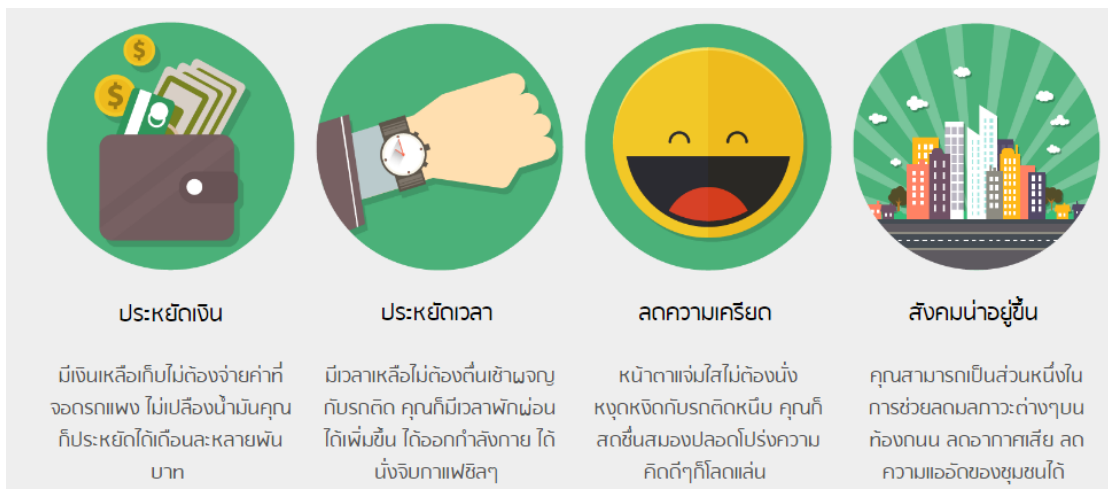 ประหยัดเงิน
มีเงินเหลือเก็บไม่ต้องจ่ายค่าที่
จอดรถแพง ไม่เปลืองน้ำมันคุณ
ก็ประหยัดได้เดือนละหลายพัน
บาท
ประหยัดเวลา
มีเวลาเหลือไม่ต้องตื่นเช้าผจญ
กับรถติด คุณก็มีเวลาพักผ่อน
ได้เพิ่มขึ้น ได้ออกกำลังกาย ได้
นั่งจิบกาแฟชิลๆ
ลดความเครียด
หน้าตาแจ่มใสไม่ต้องนั่ง
หงุดหงิดกับรถติดหนึบ คุณก็
สดชื่นสมองปลอดโปร่งความ
คิดดีๆก็โลดแล่น
สังคมน่าอยู่ขึ้น
คุณสามารถเป็นส่วนหนึ่งใน
การช่วยลดมลภาวะต่างๆบน
ท้องถนน ลดอากาศเสีย ลด
ความแออัดของชุมชนได้